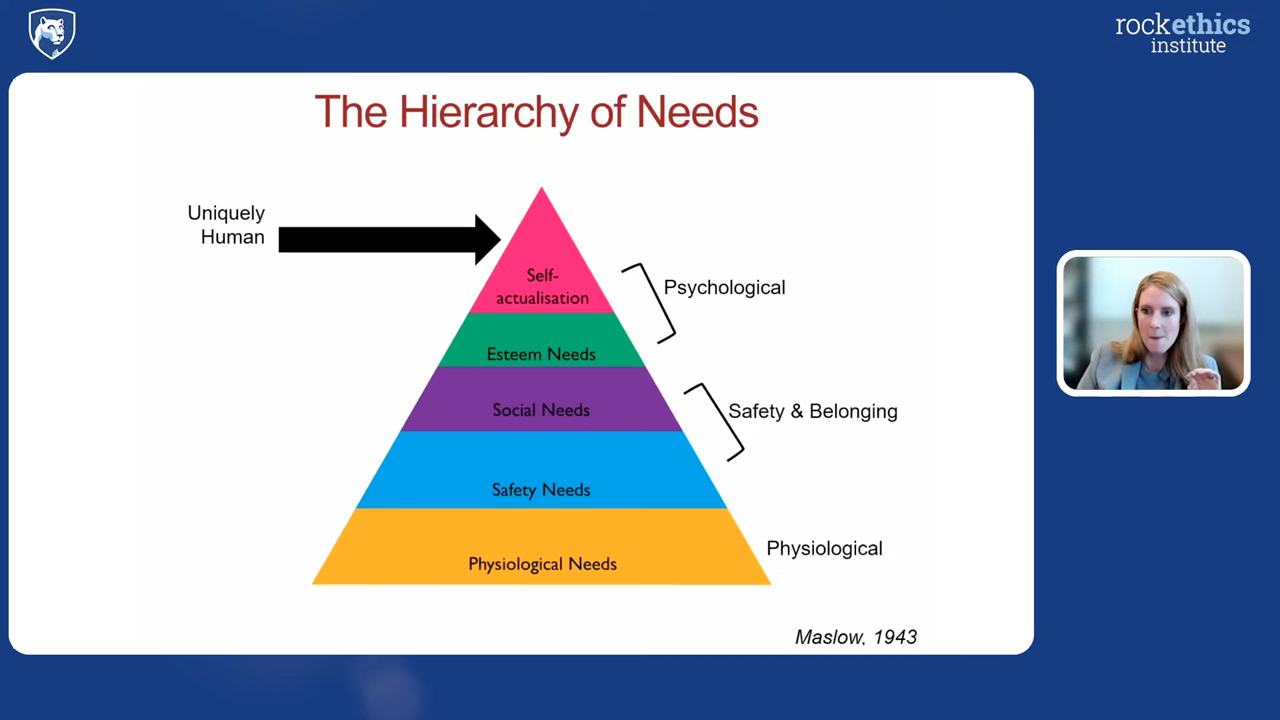 rockethics
institute
The Hierarchy of Needs
Uniquely
Human
Self-
actualisation
Psychological
Esteem Needs
Social Needs
Safety & Belonging
Safety Needs
Physiological
Physiological Needs
Maslow, 1943